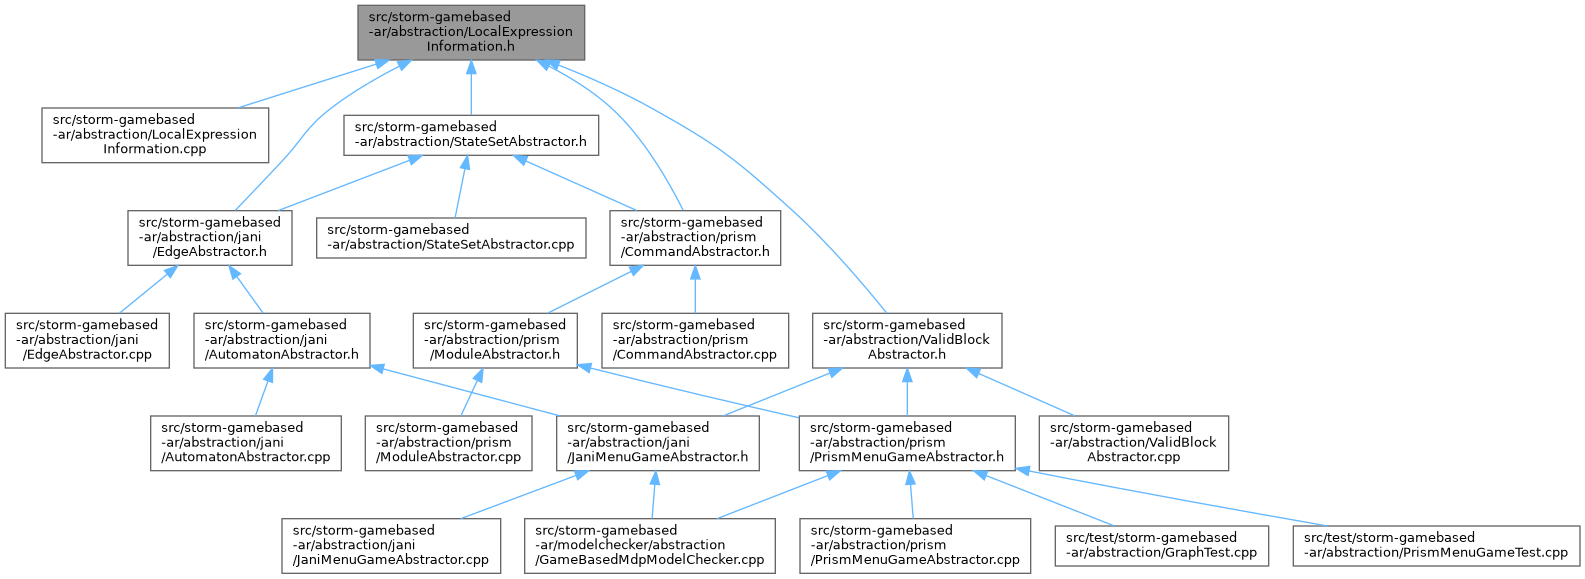 src/storm-gamebased
-ar/abstraction/LocalExpression
Information.h
src/storm-gamebased
-ar/abstraction/LocalExpression
Information.cpp
src/storm-gamebased
-ar/abstraction/StateSetAbstractor.h
src/storm-gamebased
-ar/abstraction/jani
/EdgeAbstractor.h
src/storm-gamebased
-ar/abstraction/StateSetAbstractor.cpp
src/storm-gamebased
-ar/abstraction/prism
/CommandAbstractor.h
src/storm-gamebased
-ar/abstraction/jani
/EdgeAbstractor.cpp
src/storm-gamebased
-ar/abstraction/jani
/AutomatonAbstractor.h
src/storm-gamebased
-ar/abstraction/prism
/ModuleAbstractor.h
src/storm-gamebased
-ar/abstraction/prism
/CommandAbstractor.cpp
src/storm-gamebased
-ar/abstraction/ValidBlock
Abstractor.h
src/storm-gamebased
-ar/abstraction/jani
/AutomatonAbstractor.cpp
src/storm-gamebased
-ar/abstraction/prism
/ModuleAbstractor.cpp
src/storm-gamebased
-ar/abstraction/jani
/JaniMenuGameAbstractor.h
src/storm-gamebased
-ar/abstraction/prism
/PrismMenuGameAbstractor.h
src/storm-gamebased
-ar/abstraction/ValidBlock
Abstractor.cpp
src/storm-gamebased
-ar/abstraction/jani
/JaniMenuGameAbstractor.cpp
src/storm-gamebased
-ar/modelchecker/abstraction
/GameBasedMdpModelChecker.cpp
src/storm-gamebased
-ar/abstraction/prism
/PrismMenuGameAbstractor.cpp
src/test/storm-gamebased
-ar/abstraction/GraphTest.cpp
src/test/storm-gamebased
-ar/abstraction/PrismMenuGameTest.cpp